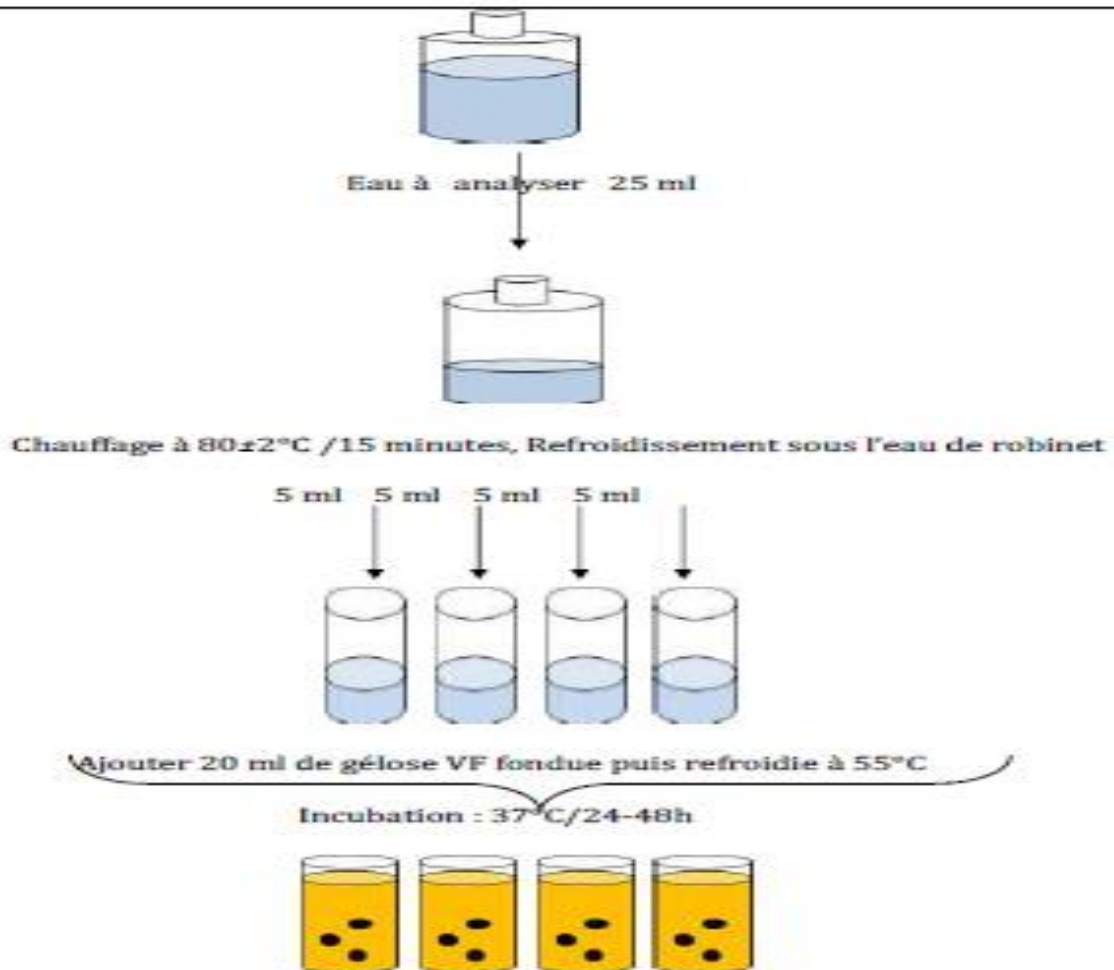 Eau à analyser 25 ml
Chauffage à 80±2°C /15 minutes, Refroidissement sous l'eau de robinet
5 ml 5 ml 5 ml 5 ml
Ajouter 20 ml de gélose VF fondue puis refroidie à 55°C
Incubation : 37°C/24-48h